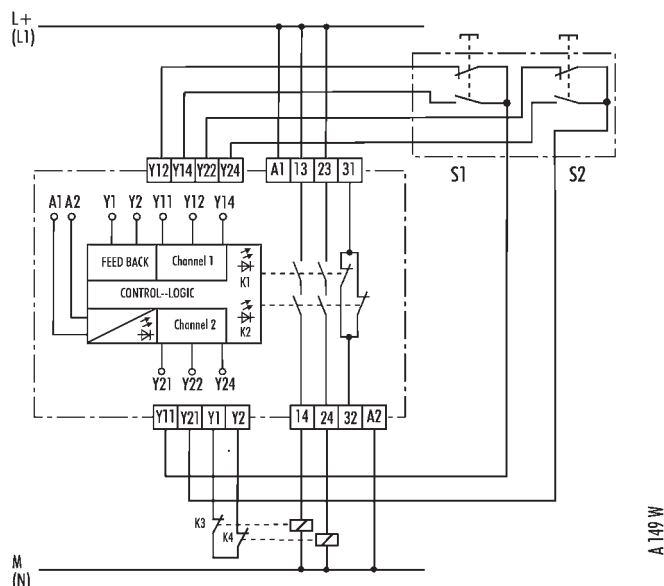 L+
(L1)
Y12 Y14 Y22 Y24 A1 13 23 31
S1 S2
A1 A2 Y1 Y2 Y11 Y12 Y14
FEED BACK Channel 1
K1
CONTROL--LOGIC
Channel 2
K2
Y21 Y22 Y24
Y11 Y21 Y1 Y2 14 24 32 A2
K3
K4
M
(N)
A 149 W